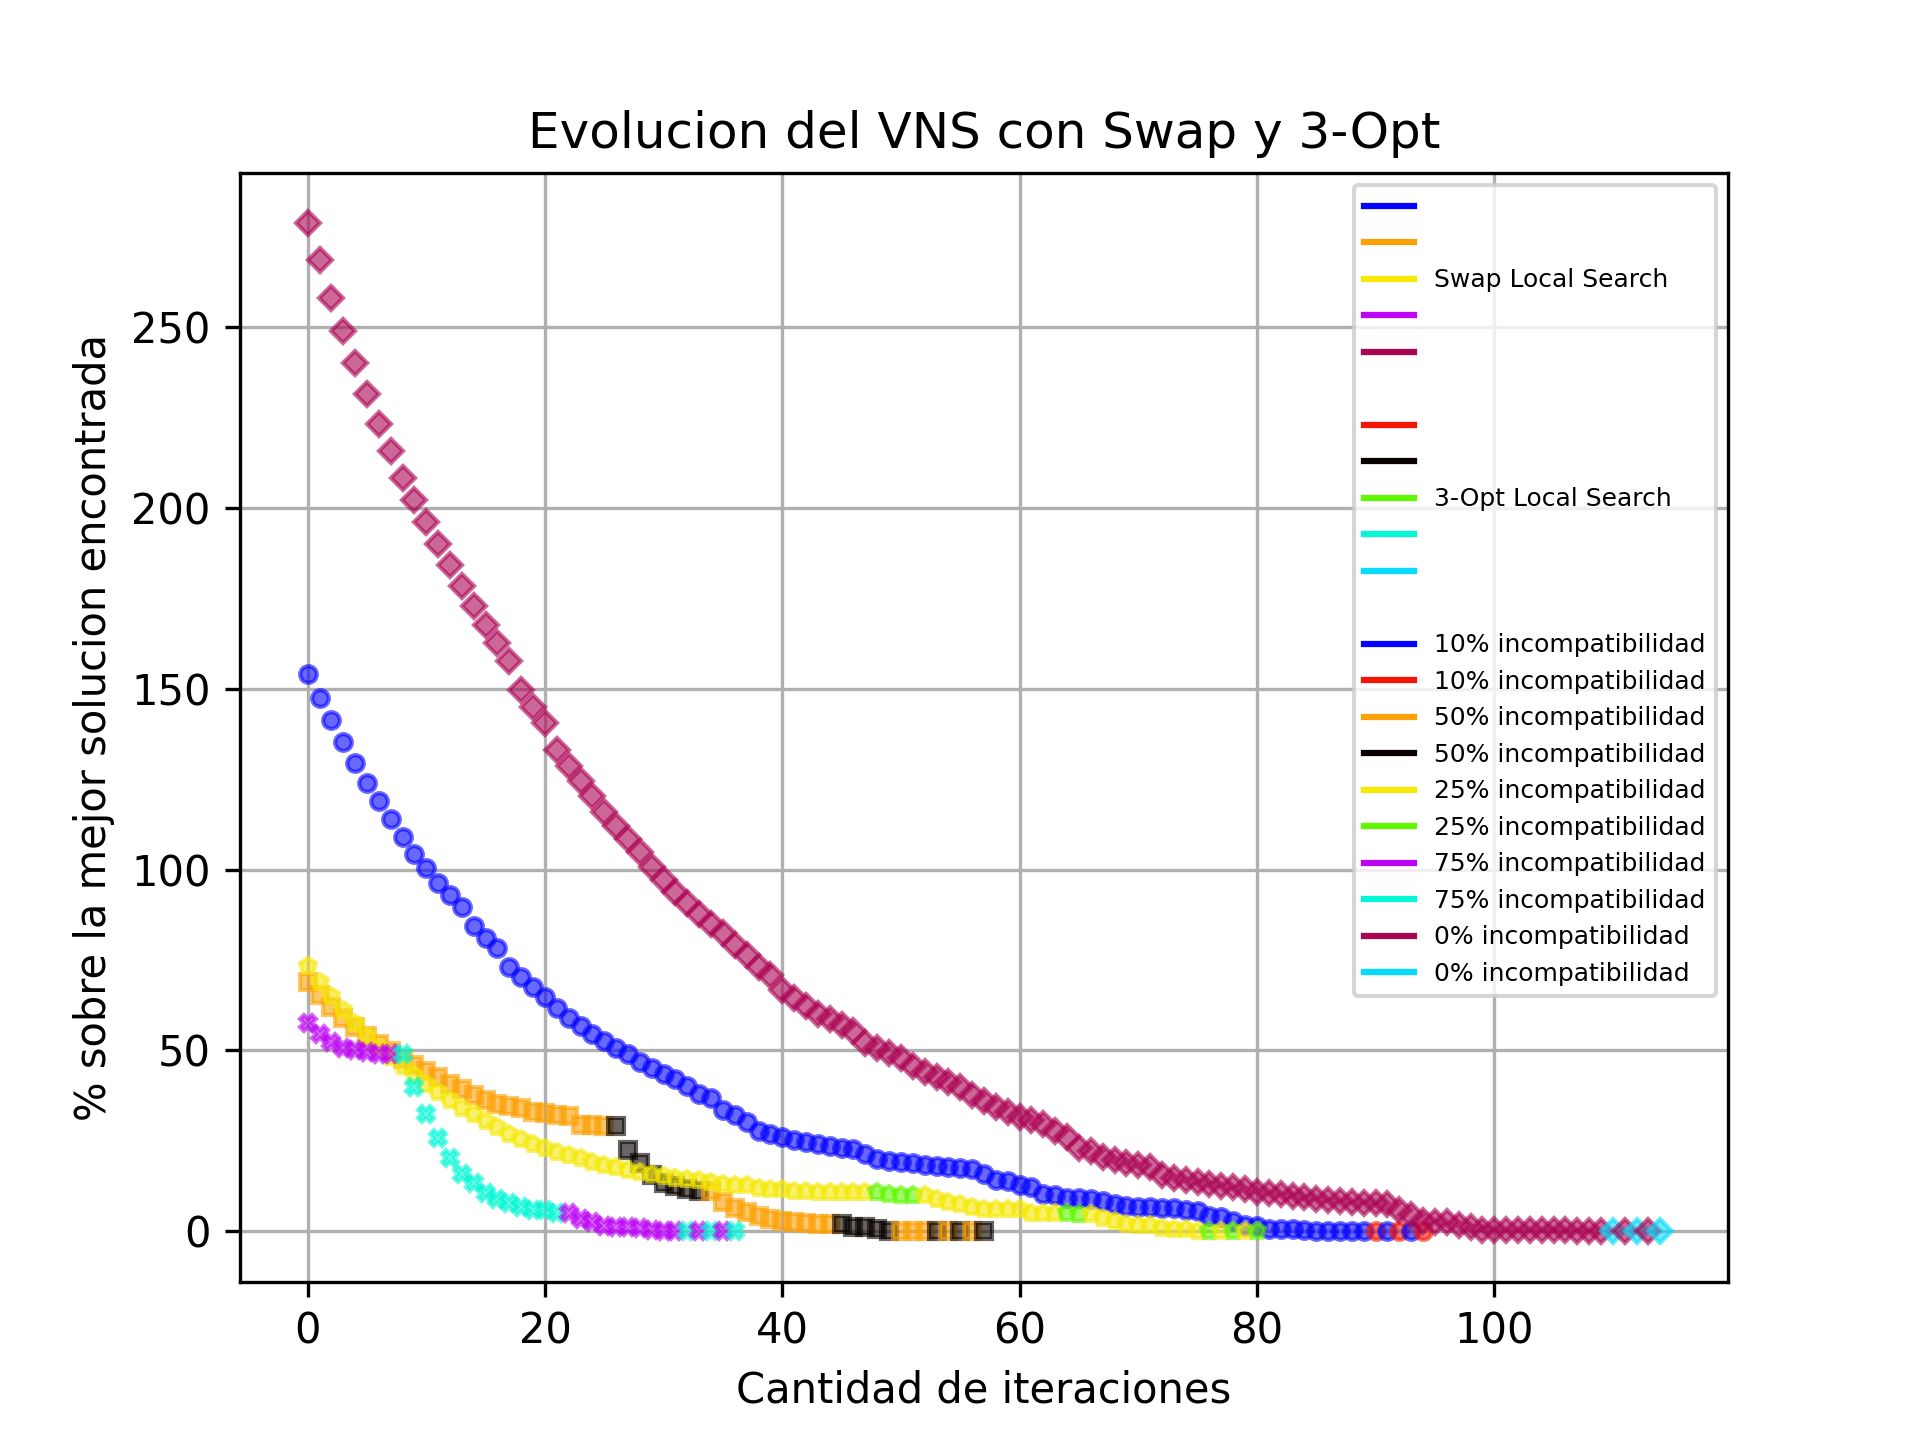 Evolucion del VNS con Swap y 3-Opt
% sobre la mejor solucion encontrada
250
200
150
100
50
0
Swap Local Search
3-Opt Local Search
10% incompatibilidad
10% incompatibilidad
50% incompatibilidad
50% incompatibilidad
25% incompatibilidad
25% incompatibilidad
75% incompatibilidad
75% incompatibilidad
0% incompatibilidad
0% incompatibilidad
0 20 40 60 80 100
Cantidad de iteraciones